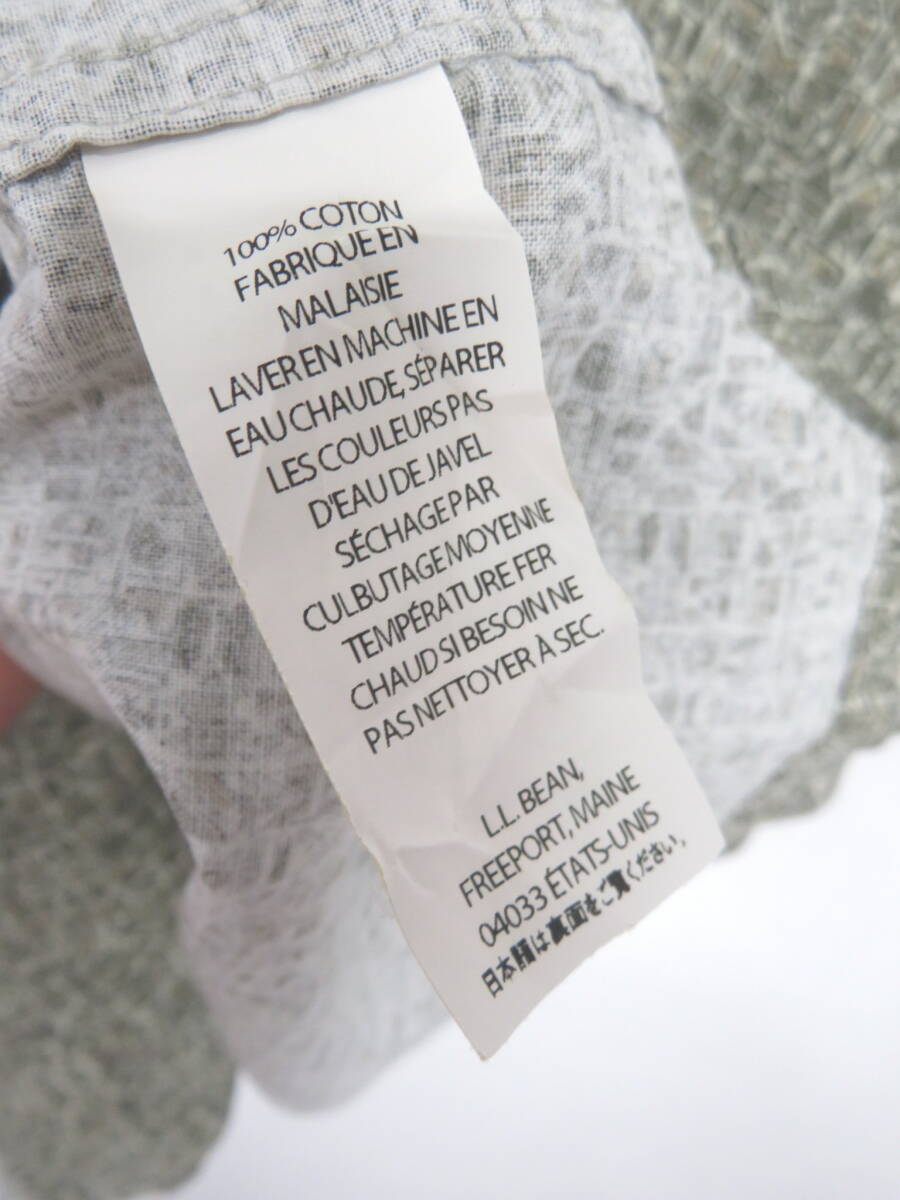 100% COTON
FABRIQUE EN
MALAISIE
LAVER EN MACHINE EN
EAU CHAUDE, SÉPARER
LES COULEURS PAS
D'EAU DE JAVEL
SÉCHAGE PAR
CULBUTAGE MOYENNE
TEMPÉRATURE FER
CHAUD SI BESOIN NE
PAS NETTOYER À SEC.
L.L. BEAN,
FREEPORT, MAINE
04033 ÉTATS-UNIS
日本語は裏面をご覧ください。